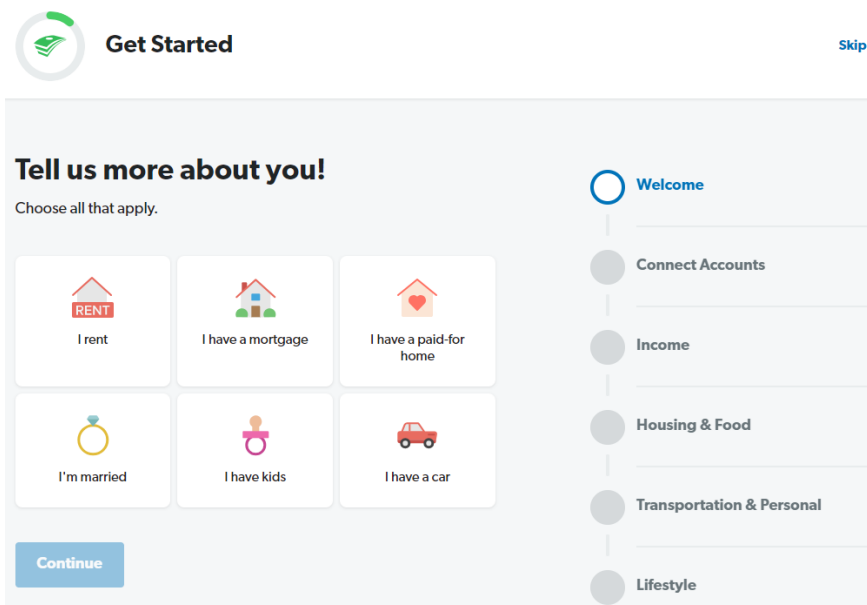 Get Started
Skip
Tell us more about you!
Choose all that apply.
RENT
I rent
I have a mortgage
I have a paid-for
home
I'm married
I have kids
I have a car
Continue
Welcome
Connect Accounts
Income
Housing & Food
Transportation & Personal
Lifestyle